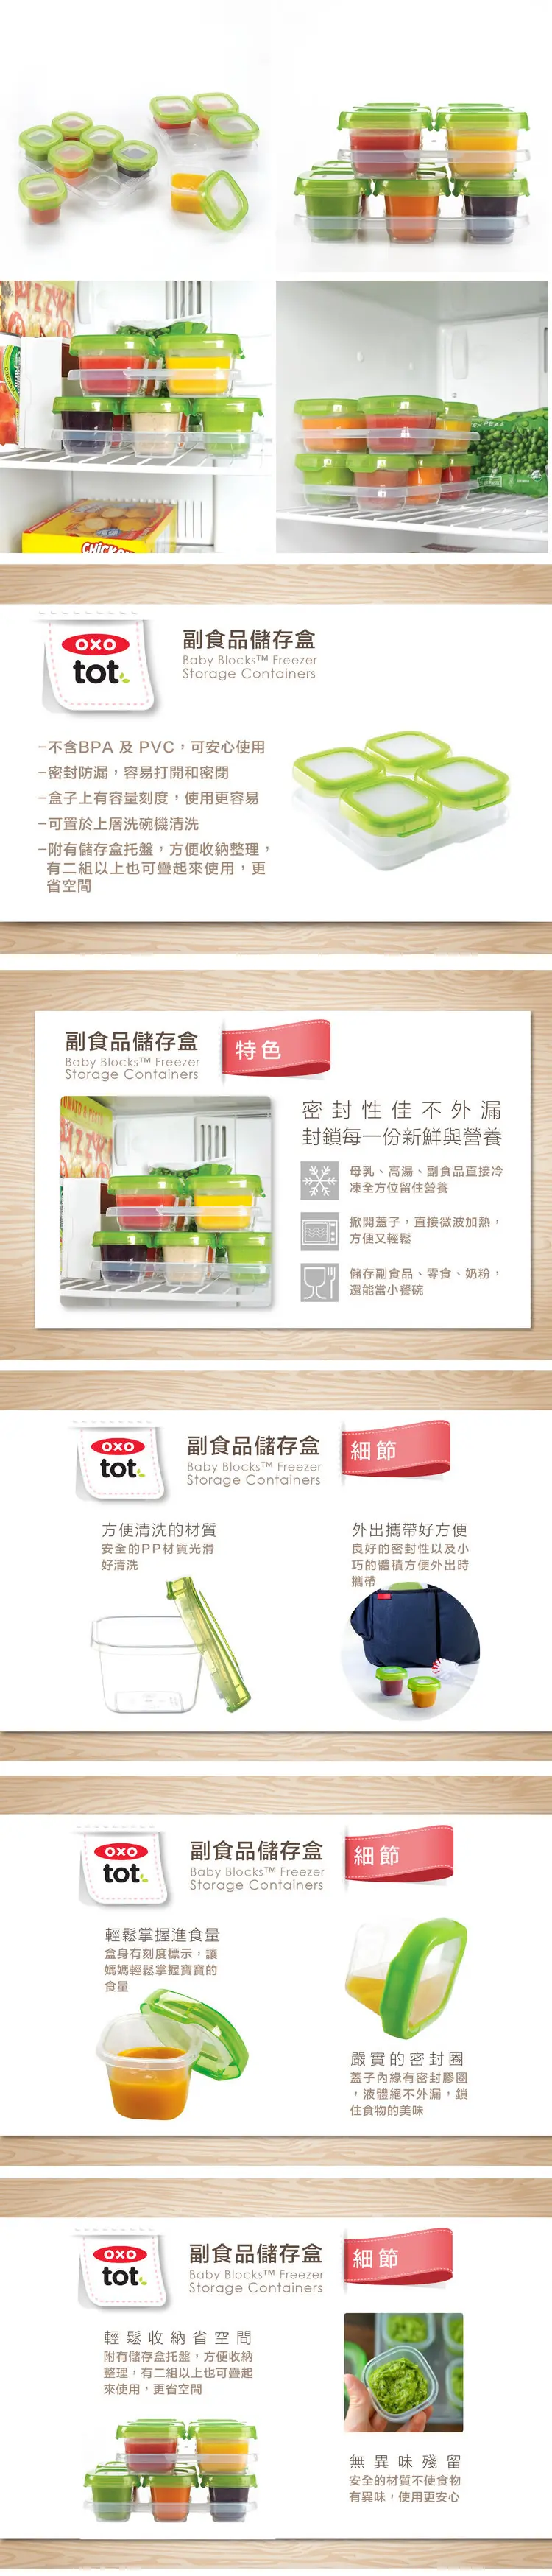 CHICK
OXO
tot
副食品儲存盒
Baby Blocks™ Freezer
Storage Containers
-不含BPA 及 PVC，可安心使用
-密封防漏，容易打開和密閉
-盒子上有容量刻度，使用更容易
-可置於上層洗碗機清洗
-附有儲存盒托盤，方便收納整理，
有二組以上也可疊起來使用，更
省空間
副食品儲存盒
Baby Blocks™ Freezer
Storage Containers
特色
密封性佳不外漏
封鎖每一份新鮮與營養
母乳、高湯、副食品直接冷
凍全方位留住營養
掀開蓋子，直接微波加熱，
方便又輕鬆
儲存副食品、零食、奶粉，
還能當小餐碗
OXO
tot
副食品儲存盒
Baby Blocks™ Freezer
Storage Containers
細節
方便清洗的材質
安全的PP材質光滑
好清洗
外出攜帶好方便
良好的密封性以及小
巧的體積方便外出時
攜帶
OXO
tot
副食品儲存盒
Baby Blocks™ Freezer
Storage Containers
細節
輕鬆掌握進食量
盒身有刻度標示，讓
媽媽輕鬆掌握寶寶的
食量
嚴實的密封圈
蓋子內緣有密封膠圈
，液體絕不外漏，鎖
住食物的美味
OXO
tot
副食品儲存盒
Baby Blocks™ Freezer
Storage Containers
細節
輕鬆收納省空間
附有儲存盒托盤，方便收納
整理，有二組以上也可疊起
來使用，更省空間
無異味殘留
安全的材質不使食物
有異味，使用更安心